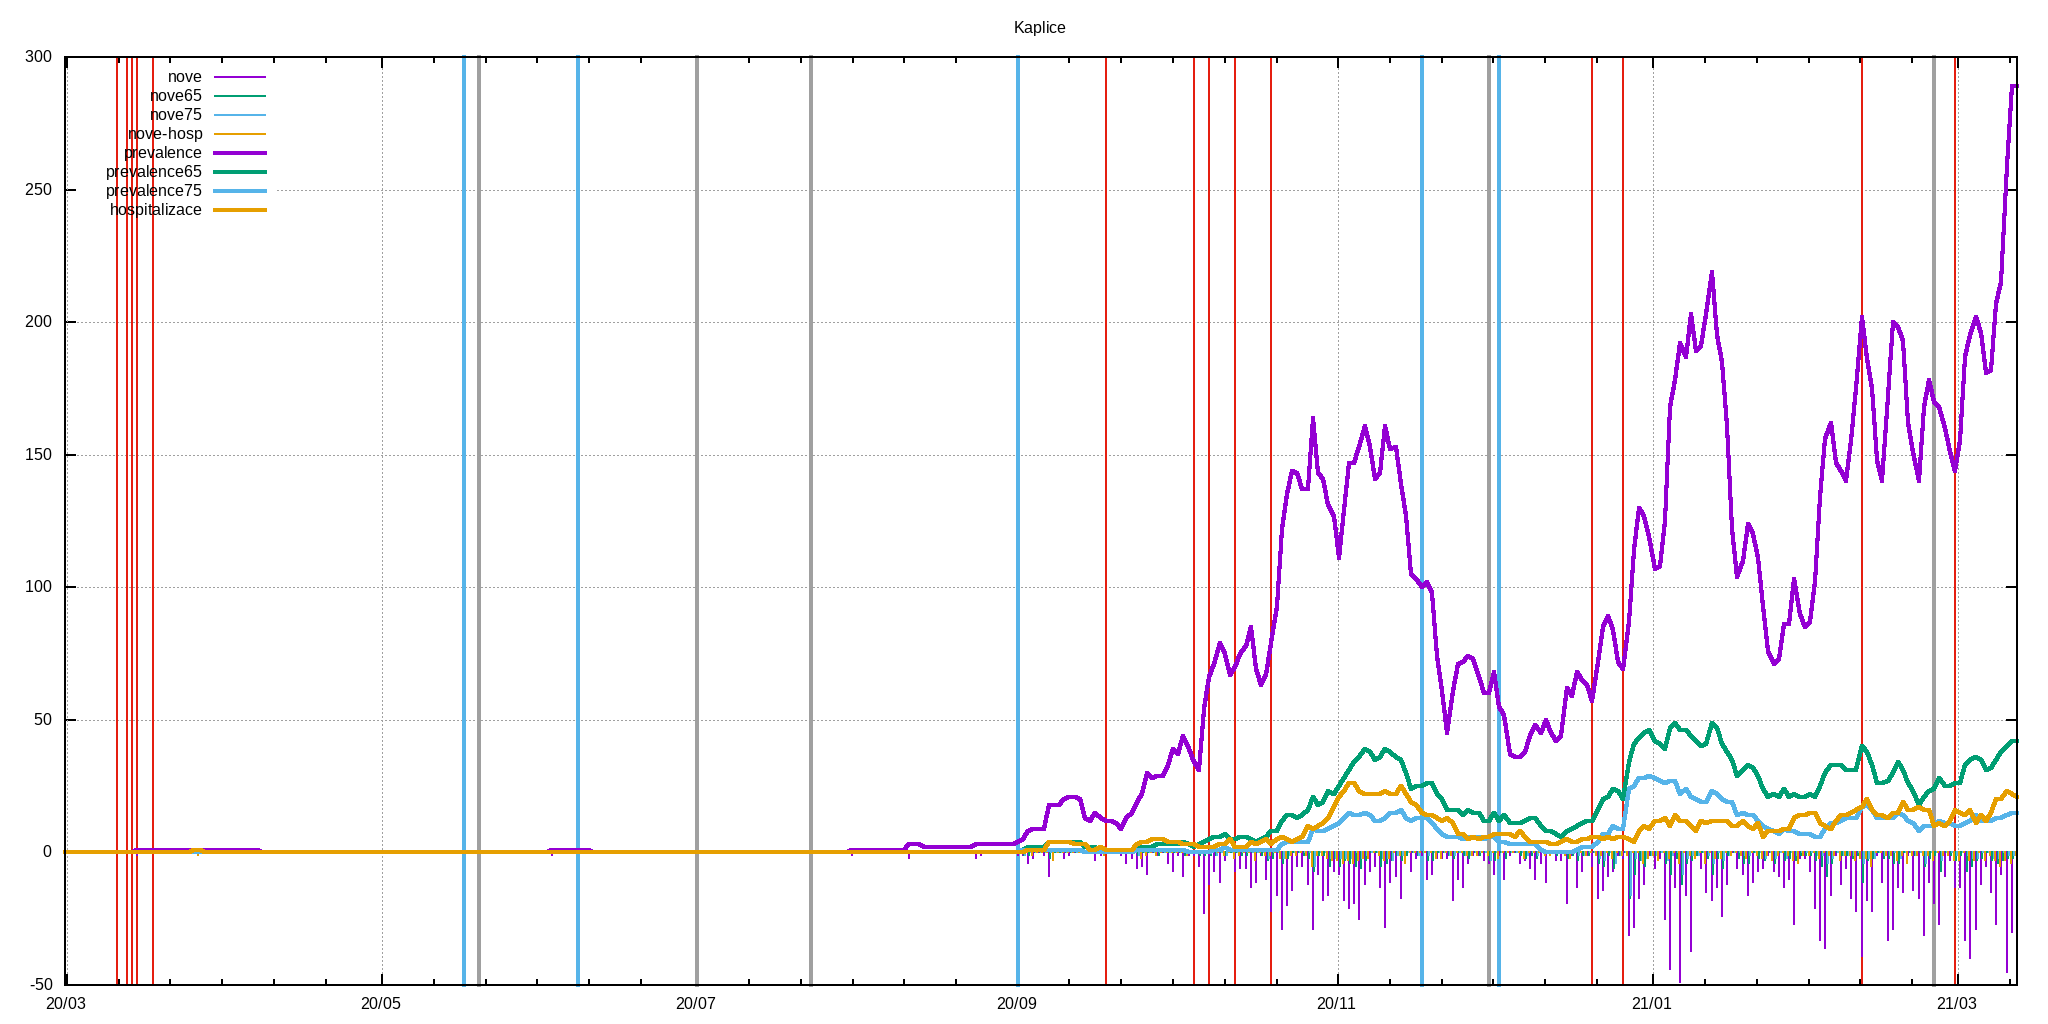 Kaplice
300
250
200
150
100
50
0
-50
nove
nove65
nove75
nove-hosp
prevalence
prevalence65
prevalence75
hospitalizace
20/03 20/05 20/07 20/09 20/11 21/01 21/03